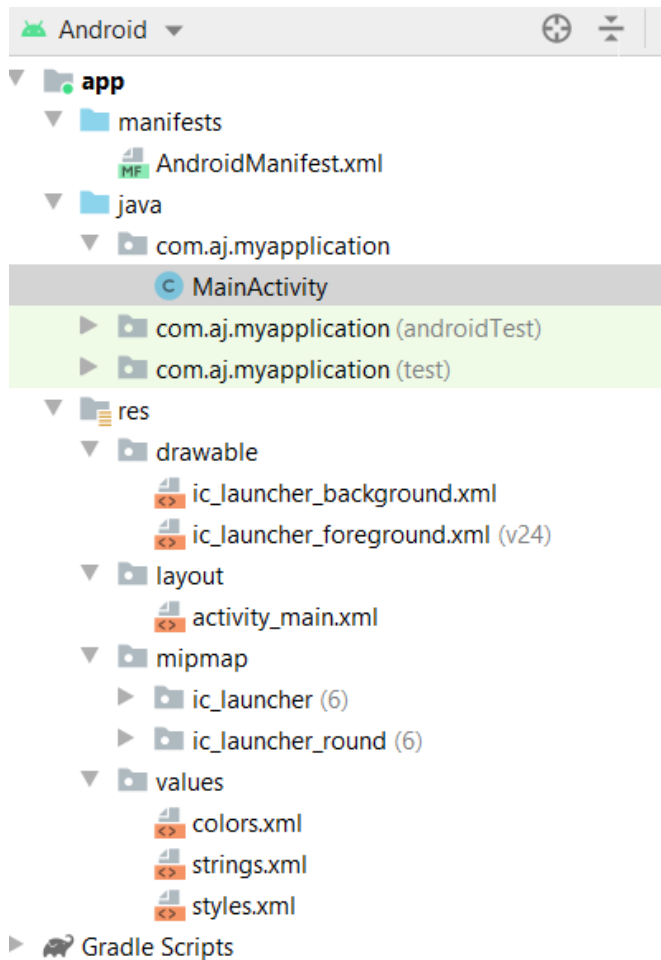 Android
app
manifests
MF AndroidManifest.xml
java
com.aj.myapplication
C MainActivity
com.aj.myapplication (androidTest)
com.aj.myapplication (test)
res
drawable
ic_launcher_background.xml
ic_launcher_foreground.xml (v24)
layout
activity_main.xml
mipmap
ic_launcher (6)
ic_launcher_round (6)
values
colors.xml
strings.xml
styles.xml
Gradle Scripts